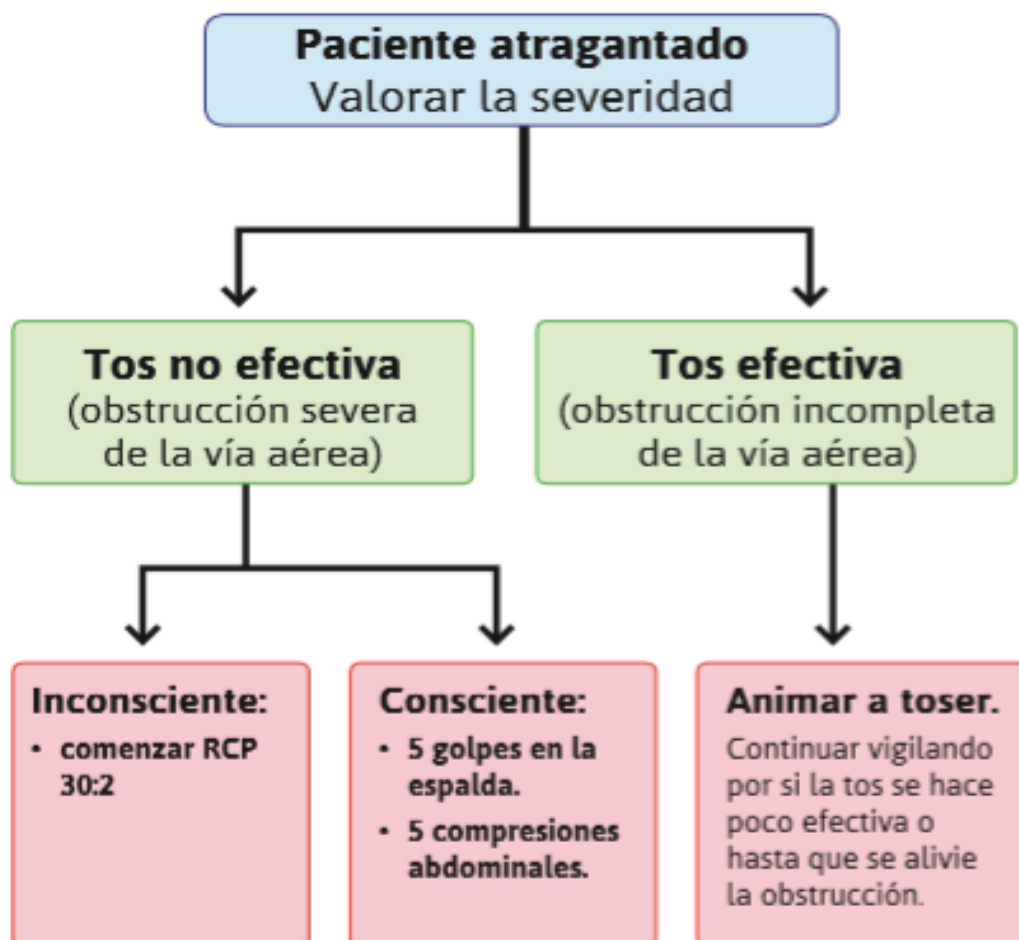 Paciente atragantado
Valorar la severidad
Tos no efectiva
(obstrucción severa
de la vía aérea)
Tos efectiva
(obstrucción incompleta
de la vía aérea)
Inconsciente:
• comenzar RCP
30:2
Consciente:
• 5 golpes en la
espalda.
• 5 compresiones
abdominales.
Animar a toser.
Continuar vigilando
por si la tos se hace
poco efectiva o
hasta que se alivie
la obstrucción.